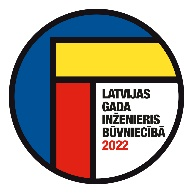 LATVIJAS
GADA
INŽENIERIS
BŪVNIECĪBĀ
2022